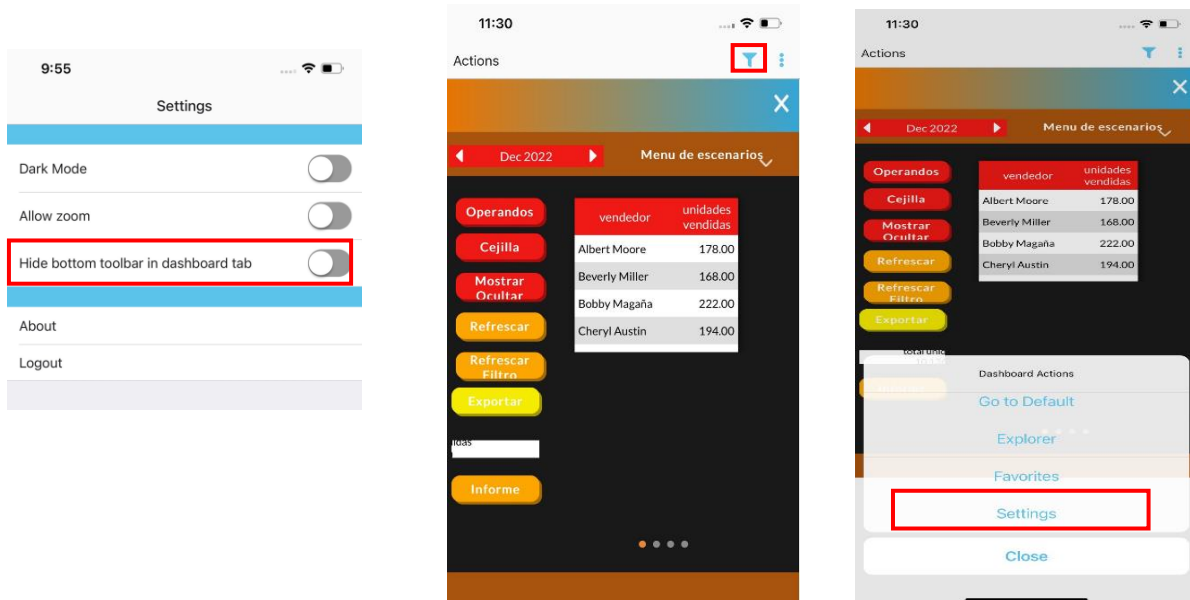 9:55
Settings
Dark Mode
Allow zoom
Hide bottom toolbar in dashboard tab
About
Logout
11:30
Actions
X
Dec 2022
Menu de escenarios
Operandos
Cejilla
Mostrar
Ocultar
Refrescar
Refrescar
Filtro
Exportar
idas
Informe
vendedor
unidades
vendidas
Albert Moore 178.00
Beverly Miller 168.00
Bobby Magaña 222.00
Cheryl Austin 194.00
11:30
Actions
X
Dec 2022
Menu de escenarios
Operandos
Cejilla
Mostrar
Ocultar
Refrescar
Refrescar
Filtro
Exportar
vendedor
unidades
vendidas
Albert Moore 178.00
Beverly Miller 168.00
Bobby Magaña 222.00
Cheryl Austin 194.00
Dashboard Actions
Go to Default
Explorer
Favorites
Settings
Close